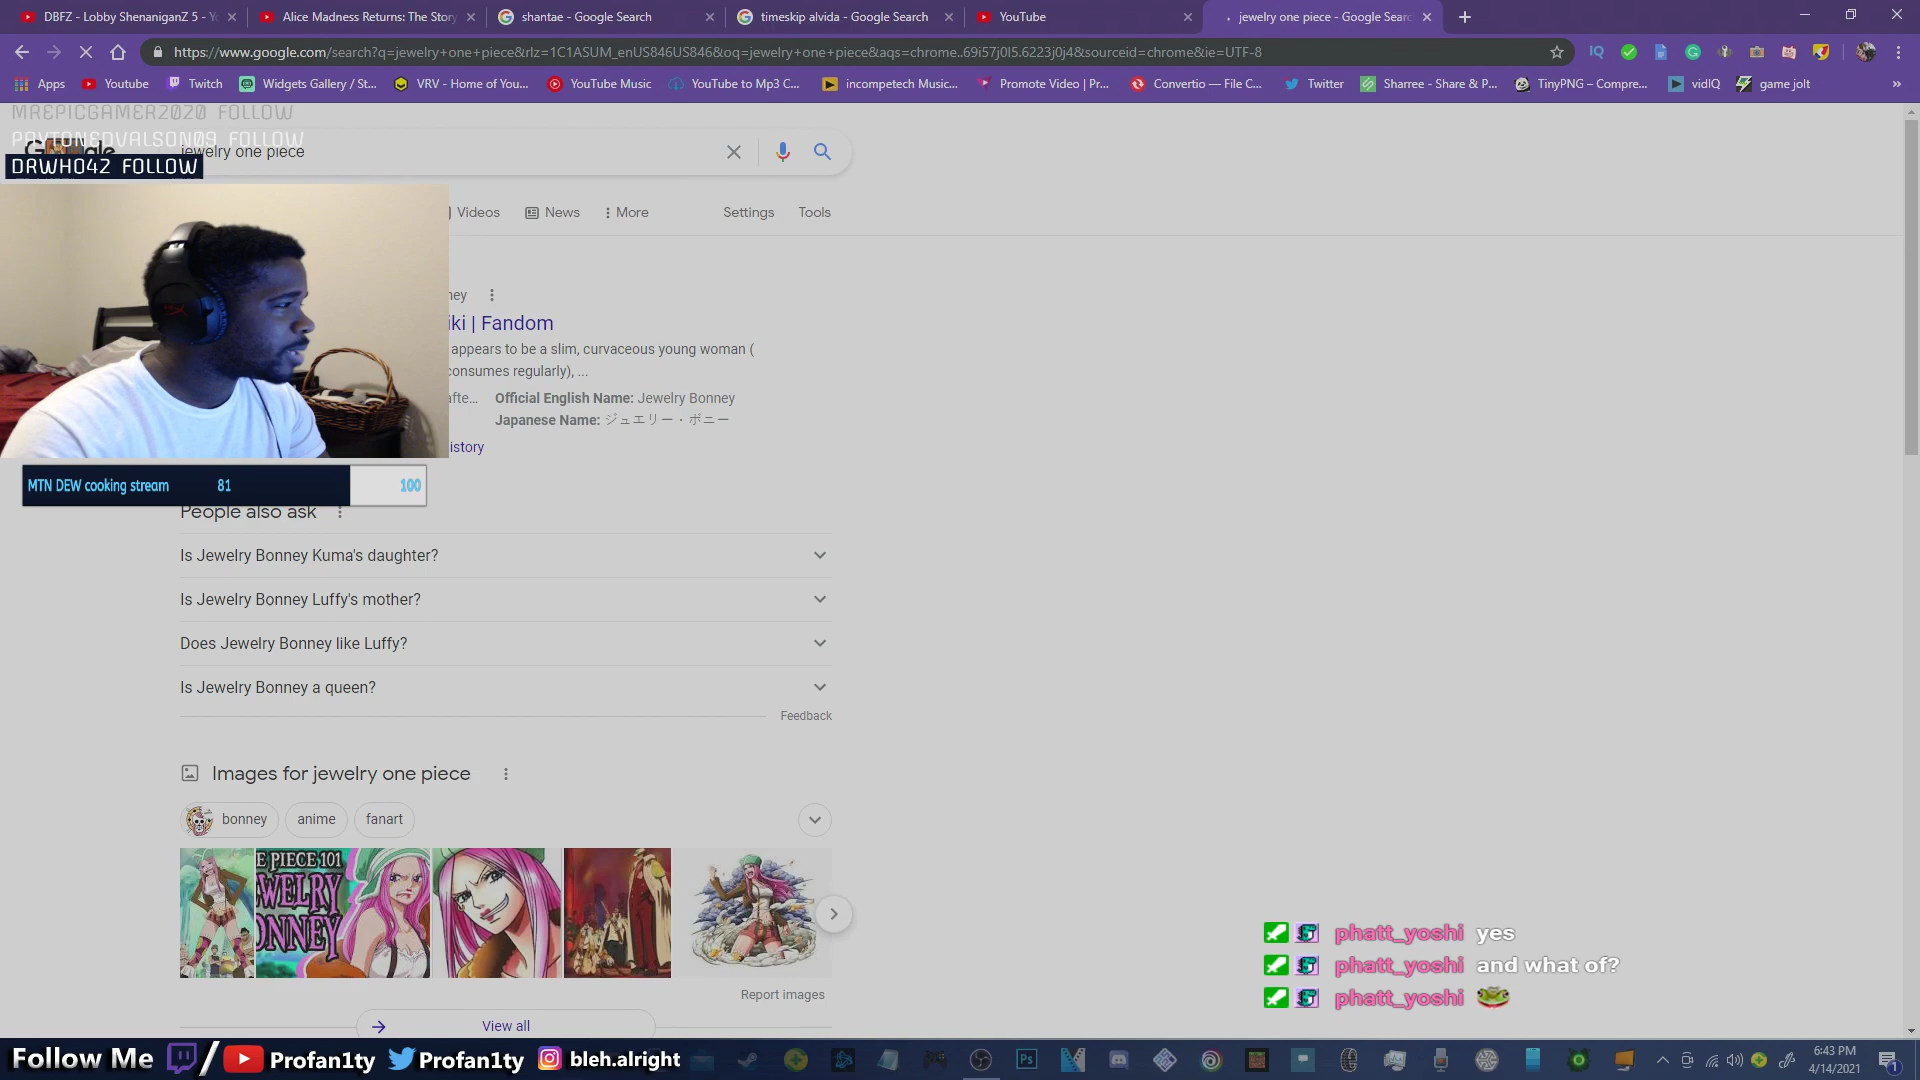 DBFZ - Lobby ShenaniganZ 5 - Y
Alice Madness Returns: The Story
shantae - Google Search
timeskip alvida - Google Search
YouTube
jewelry one piece - Google Searc
https://www.google.com/search?q=jewelry+one+piece&rlz=1C1ASUM_enUS846US846&oq=jewelry+one+piece&aqs=chrome..69i57j0l5.6223j0j4&sourceid=chrome&ie=UTF-8
Apps
Youtube
Twitch
Widgets Gallery / St...
VRV - Home of You...
YouTube Music
YouTube to Mp3 C...
incompetech Music...
Promote Video | Pr...
Convertio — File C...
Twitter
Sharree - Share & P...
TinyPNG – Compre...
vidIQ
game jolt
MREPICGAMER2020 FOLLOW
PAYTONEDVALSON09 FOLLOW
DRWHO42 FOLLOW
jewelry one piece
Videos
News
More
Settings
Tools
ney
iki | Fandom
appears to be a slim, curvaceous young woman (
consumes regularly), ...
afte... Official English Name: Jewelry Bonney
Japanese Name: ジュエリー・ボニー
istory
MTN DEW cooking stream 81 100
People also ask
Is Jewelry Bonney Kuma's daughter?
Is Jewelry Bonney Luffy's mother?
Does Jewelry Bonney like Luffy?
Is Jewelry Bonney a queen?
Feedback
Images for jewelry one piece
bonney
anime
fanart
E PIECE 101
EWELRY
ONNEY
Report images
View all
phatt_yoshi yes
phatt_yoshi and what of?
phatt_yoshi
Follow Me / Profan1ty Profan1ty bleh.alright
6:43 PM
4/14/2021